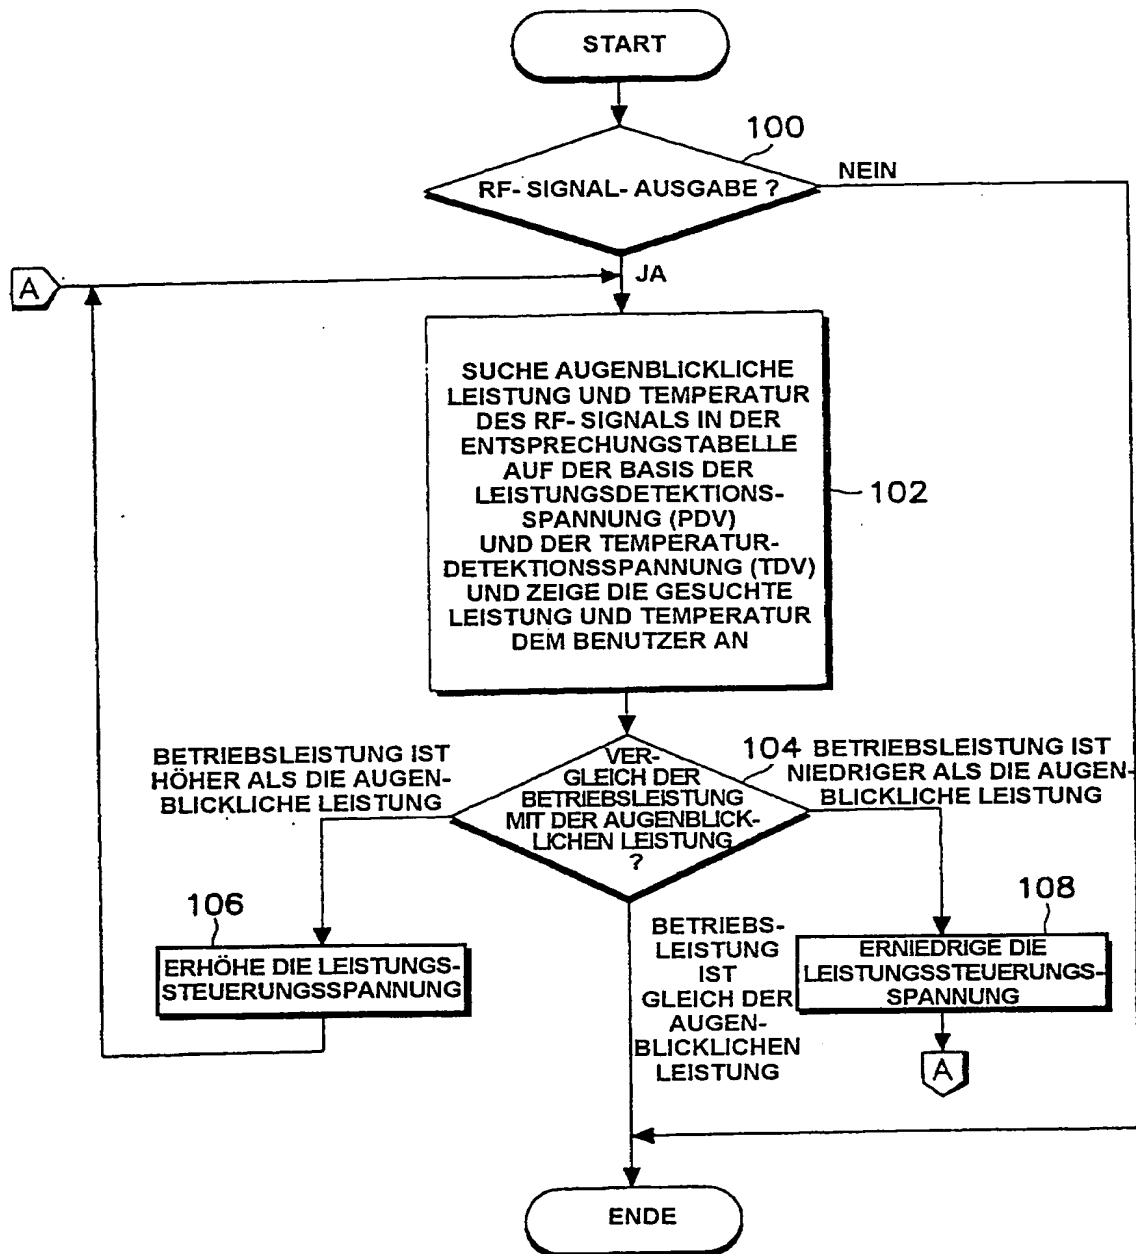 START
100
RF- SIGNAL- AUSGABE ?
NEIN
JA
A
SUCHE AUGENBLICKLICHE
LEISTUNG UND TEMPERATUR
DES RF- SIGNALS IN DER
ENTSPRECHUNGSTABELLE
AUF DER BASIS DER
LEISTUNGSDETEKTIONS-
SPANNUNG (PDV)
UND DER TEMPERATUR-
DETEKTIONSSPANNUNG (TDV)
UND ZEIGE DIE GESUCHTE
LEISTUNG UND TEMPERATUR
DEM BENUTZER AN
102
BETRIEBSLEISTUNG IST
HÖHER ALS DIE AUGEN-
BLICKLICHE LEISTUNG
VER-
GLEICH DER
BETRIEBSLEISTUNG
MIT DER AUGENBLICK-
LICHEN LEISTUNG
?
104
BETRIEBSLEISTUNG IST
NIEDRIGER ALS DIE AUGEN-
BLICKLICHE LEISTUNG
106
ERHÖHE DIE LEISTUNGS-
STEUERUNGSSPANNUNG
BETRIEBS-
LEISTUNG
IST
GLEICH DER
AUGEN-
BLICKLICHEN
LEISTUNG
108
ERNIEDRIGE DIE
LEISTUNGSSTEUERUNGS-
SPANNUNG
A
ENDE